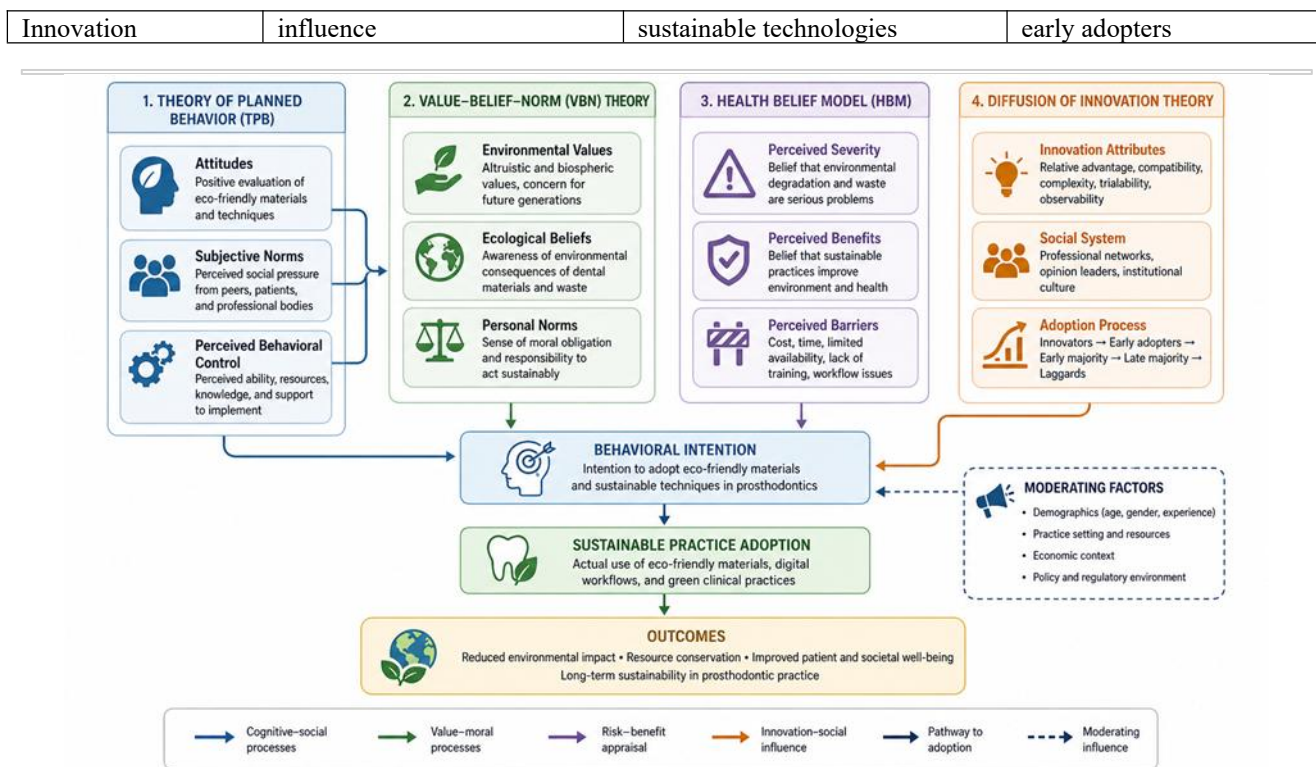 Innovation influence sustainable technologies early adopters
1. THEORY OF PLANNED
BEHAVIOR (TPB)
Attitudes
Positive evaluation of
eco-friendly materials
and techniques
Subjective Norms
Perceived social pressure
from peers, patients,
and professional bodies
Perceived Behavioral
Control
Perceived ability, resources,
knowledge, and support
to implement
2. VALUE–BELIEF–NORM (VBN) THEORY
Environmental Values
Altruistic and biospheric
values, concern for
future generations
Ecological Beliefs
Awareness of environmental
consequences of dental
materials and waste
Personal Norms
Sense of moral obligation
and responsibility to
act sustainably
3. HEALTH BELIEF MODEL (HBM)
Perceived Severity
Belief that environmental
degradation and waste
are serious problems
Perceived Benefits
Belief that sustainable
practices improve
environment and health
Perceived Barriers
Cost, time, limited
availability, lack of
training, workflow issues
4. DIFFUSION OF INNOVATION THEORY
Innovation Attributes
Relative advantage, compatibility,
complexity, trialability,
observability
Social System
Professional networks,
opinion leaders, institutional
culture
Adoption Process
Innovators → Early adopters →
Early majority → Late majority →
Laggards
BEHAVIORAL INTENTION
Intention to adopt eco-friendly materials
and sustainable techniques in prosthodontics
MODERATING FACTORS
• Demographics (age, gender, experience)
• Practice setting and resources
• Economic context
• Policy and regulatory environment
SUSTAINABLE PRACTICE ADOPTION
Actual use of eco-friendly materials, digital
workflows, and green clinical practices
OUTCOMES
Reduced environmental impact • Resource conservation • Improved patient and societal well-being
Long-term sustainability in prosthodontic practice
Cognitive–social
processes
Value–moral
processes
Risk–benefit
appraisal
Innovation–social
influence
Pathway to
adoption
Moderating
influence